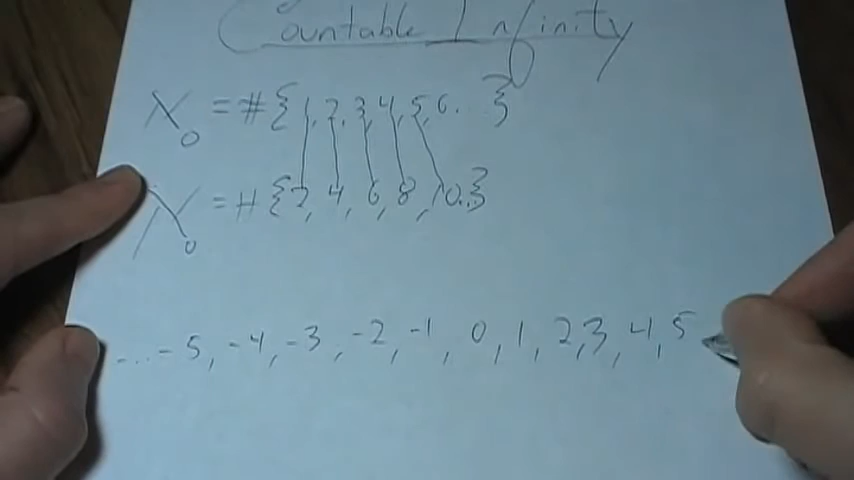 Countable Infinity
ℵ₀ = #{1, 2, 3, 4, 5, 6...}
ℵ₀ = #{2, 4, 6, 8, 10...}
...-5, -4, -3, -2, -1, 0, 1, 2, 3, 4, 5